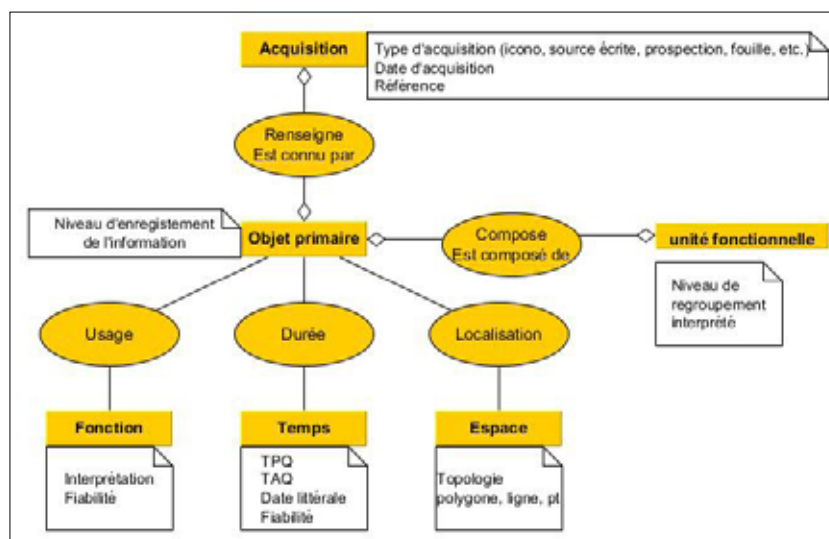 Acquisition
Type d'acquisition (icono, source écrite, prospection, fouille, etc.)
Date d'acquisition
Référence
Renseigne
Est connu par
Niveau d'enregistement
de l'information
Objet primaire
Compose
Est composé de
unité fonctionnelle
Niveau de
regroupement
interprété
Usage
Durée
Localisation
Fonction
Interprétation
Fiabilité
Temps
TPQ
TAQ
Date littérale
Fiabilité
Espace
Topologie
polygone, ligne, pt